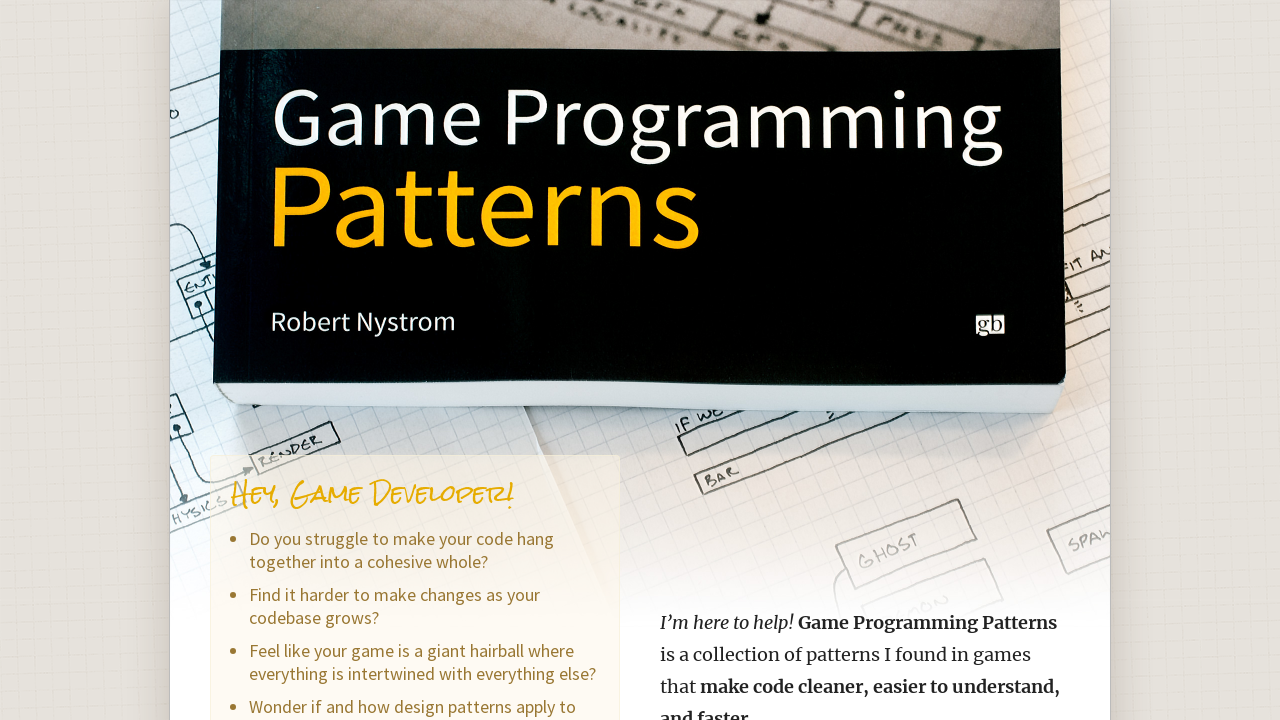 Game Programming
Patterns
Robert Nystrom
gb
IF WE
RENDER
BAR
GHOST
Hey, Game Developer!
• Do you struggle to make your code hang
together into a cohesive whole?
• Find it harder to make changes as your
codebase grows?
• Feel like your game is a giant hairball where
everything is intertwined with everything else?
• Wonder if and how design patterns apply to
I'm here to help! Game Programming Patterns
is a collection of patterns I found in games
that make code cleaner, easier to understand,
and faster.